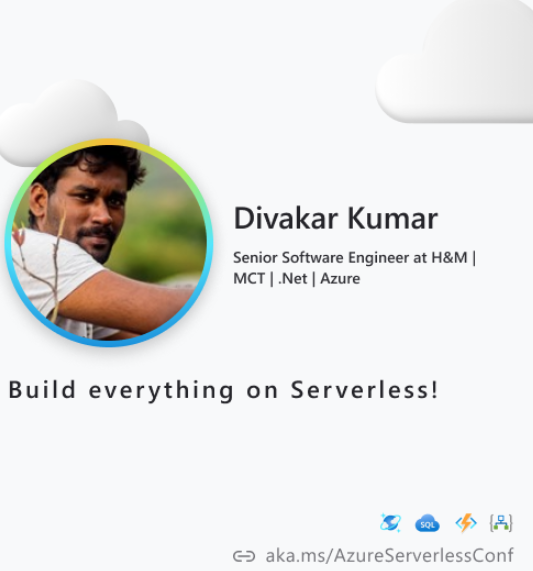 Divakar Kumar
Senior Software Engineer at H&M |
MCT | .Net | Azure
Build everything on Serverless!
SQL
aka.ms/AzureServerlessConf